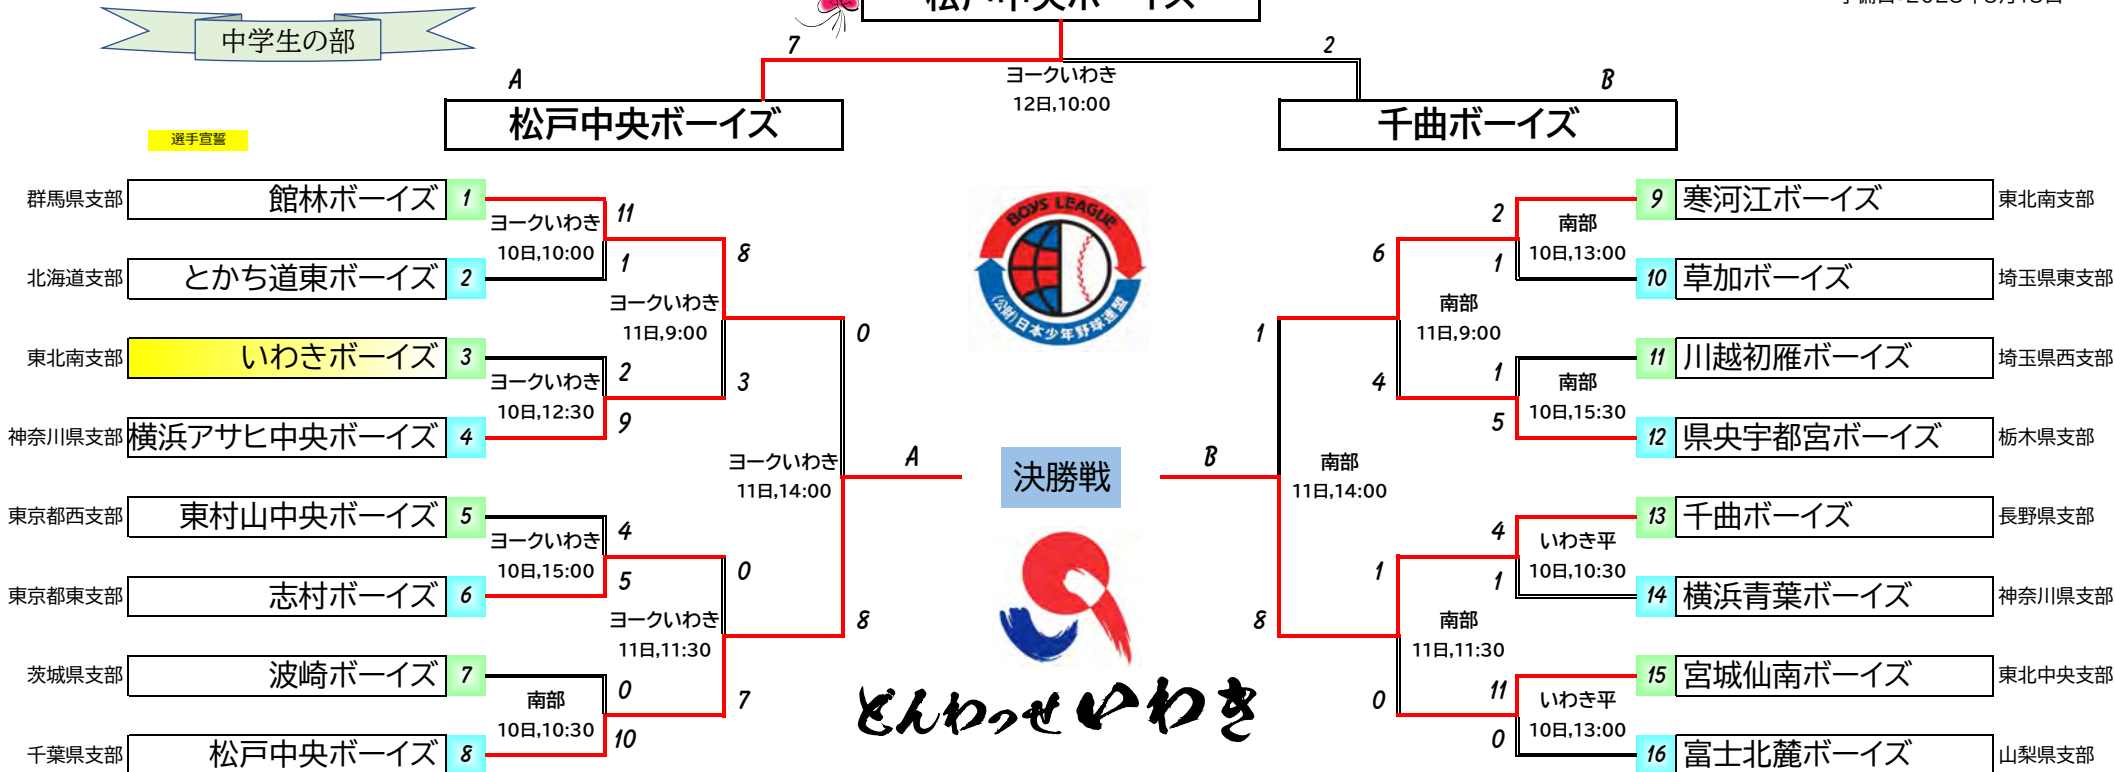 松戸中央ボーイズ
中学生の部
7
2
ヨークいわき
12日,10:00
A
B
松戸中央ボーイズ
千曲ボーイズ
選手宣誓
群馬県支部 館林ボーイズ 1
ヨークいわき
10日,10:00
11
1
北海道支部 とかち道東ボーイズ 2
8
ヨークいわき
11日,9:00
3
東北南支部 いわきボーイズ 3
ヨークいわき
10日,12:30
2
9
神奈川県支部 横浜アサヒ中央ボーイズ 4
0
ヨークいわき
11日,14:00
8
A
東京都西支部 東村山中央ボーイズ 5
ヨークいわき
10日,15:00
4
5
東京都東支部 志村ボーイズ 6
0
ヨークいわき
11日,11:30
7
茨城県支部 波崎ボーイズ 7
南部
10日,10:30
0
10
千葉県支部 松戸中央ボーイズ 8
BOYS LEAGUE
(公財)日本少年野球連盟
決勝戦
どんわっせいわき
9 寒河江ボーイズ 東北南支部
2
南部
10日,13:00
1
10 草加ボーイズ 埼玉県東支部
6
南部
11日,9:00
4
11 川越初雁ボーイズ 埼玉県西支部
1
南部
10日,15:30
5
12 県央宇都宮ボーイズ 栃木県支部
1
B
南部
11日,14:00
8
13 千曲ボーイズ 長野県支部
4
いわき平
10日,10:30
1
14 横浜青葉ボーイズ 神奈川県支部
1
南部
11日,11:30
0
15 宮城仙南ボーイズ 東北中央支部
11
いわき平
10日,13:00
0
16 富士北麓ボーイズ 山梨県支部